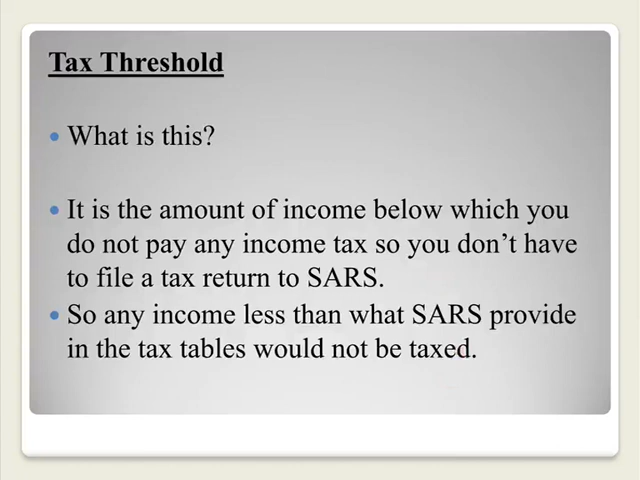 Tax Threshold
What is this?
It is the amount of income below which you
do not pay any income tax so you don’t have
to file a tax return to SARS.
So any income less than what SARS provide
in the tax tables would not be taxed.